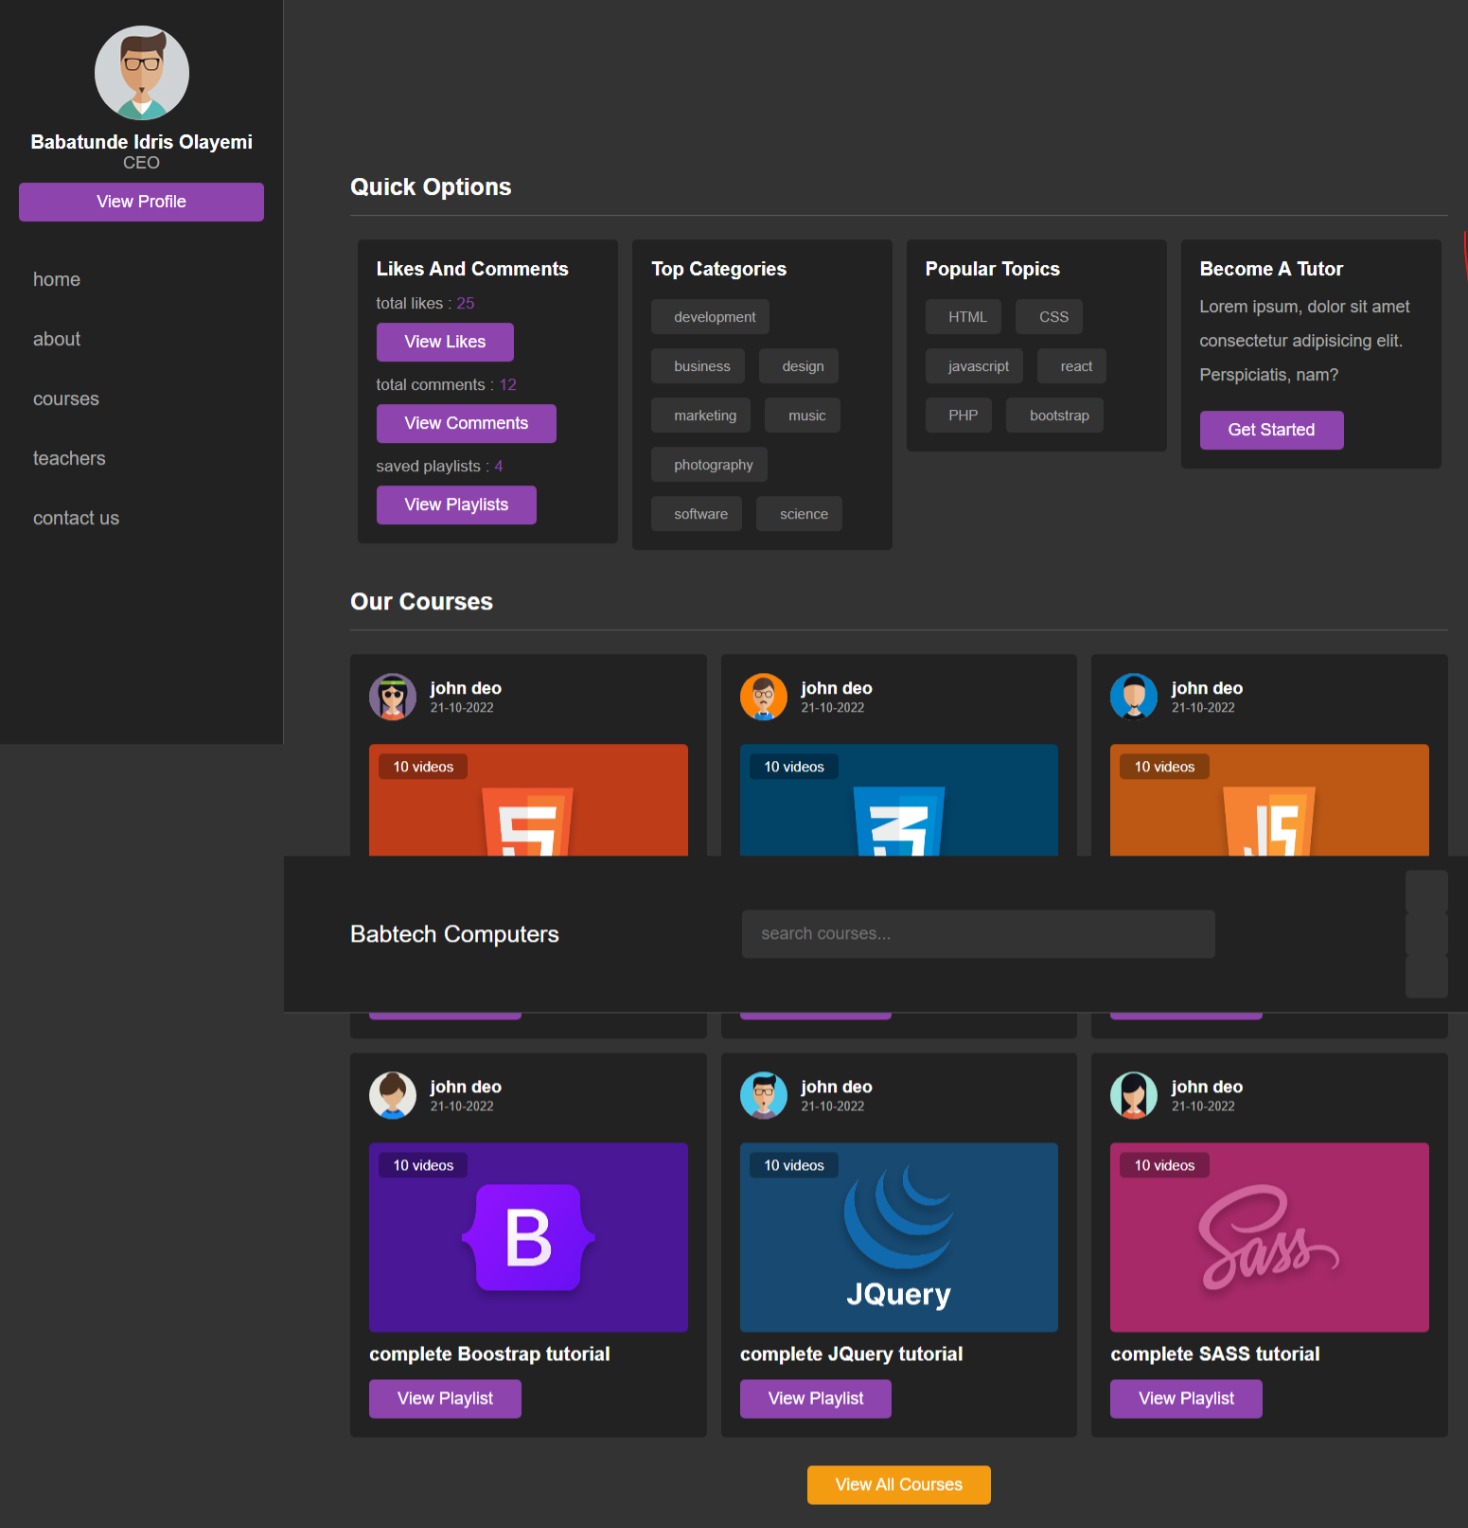 Babatunde Idris Olayemi
CEO
View Profile
home
about
courses
teachers
contact us
Quick Options
Likes And Comments
total likes : 25
View Likes
total comments : 12
View Comments
saved playlists : 4
View Playlists
Top Categories
development
business design
marketing music
photography
software science
Popular Topics
HTML CSS
javascript react
PHP bootstrap
Become A Tutor
Lorem ipsum, dolor sit amet
consectetur adipisicing elit.
Perspiciatis, nam?
Get Started
Our Courses
john deo
21-10-2022
10 videos
john deo
21-10-2022
10 videos
john deo
21-10-2022
10 videos
JS
Babtech Computers
search courses...
john deo
21-10-2022
10 videos
B
complete Boostrap tutorial
View Playlist
john deo
21-10-2022
10 videos
JQuery
complete JQuery tutorial
View Playlist
john deo
21-10-2022
10 videos
Sass
complete SASS tutorial
View Playlist
View All Courses